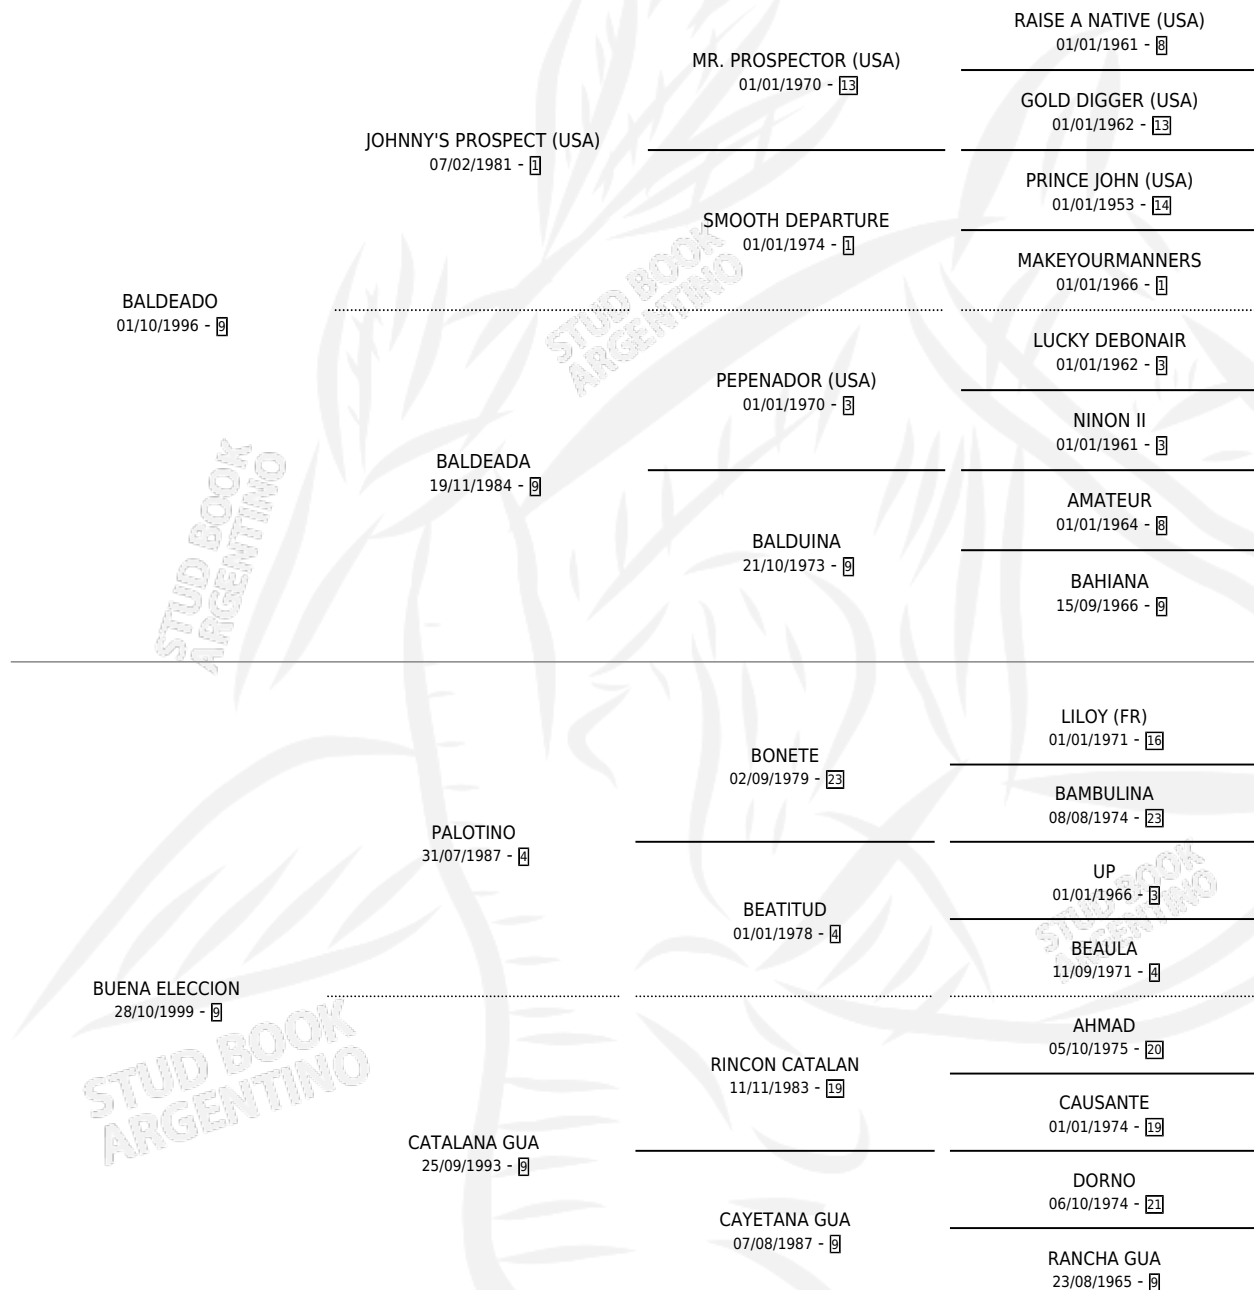 RAISE A NATIVE (USA)
01/01/1961 - 8
MR. PROSPECTOR (USA)
01/01/1970 - 13
GOLD DIGGER (USA)
01/01/1962 - 13
JOHNNY'S PROSPECT (USA)
07/02/1981 - 1
PRINCE JOHN (USA)
01/01/1953 - 14
SMOOTH DEPARTURE
01/01/1974 - 1
MAKEYOURMANNERS
01/01/1966 - 1
BALDEADO
01/10/1996 - 9
LUCKY DEBONAIR
01/01/1962 - 3
PEPENADOR (USA)
01/01/1970 - 3
NINON II
01/01/1961 - 3
BALDEADA
19/11/1984 - 9
AMATEUR
01/01/1964 - 8
BALDUINA
21/10/1973 - 9
BAHIANA
15/09/1966 - 9
LILOY (FR)
01/01/1971 - 16
BONETE
02/09/1979 - 23
BAMBULINA
08/08/1974 - 23
PALOTINO
31/07/1987 - 4
UP
01/01/1966 - 3
BEATITUD
01/01/1978 - 4
BEAULA
11/09/1971 - 4
BUENA ELECCION
28/10/1999 - 9
AHMAD
05/10/1975 - 20
RINCON CATALAN
11/11/1983 - 19
CAUSANTE
01/01/1974 - 19
CATALANA GUA
25/09/1993 - 9
DORNO
06/10/1974 - 21
CAYETANA GUA
07/08/1987 - 9
RANCHA GUA
23/08/1965 - 9
STUD BOOK
ARGENTINO
STUD BOOK
ARGENTINO
STUD BOOK
ARGENTINO
STUD BOOK
ARGENTINO